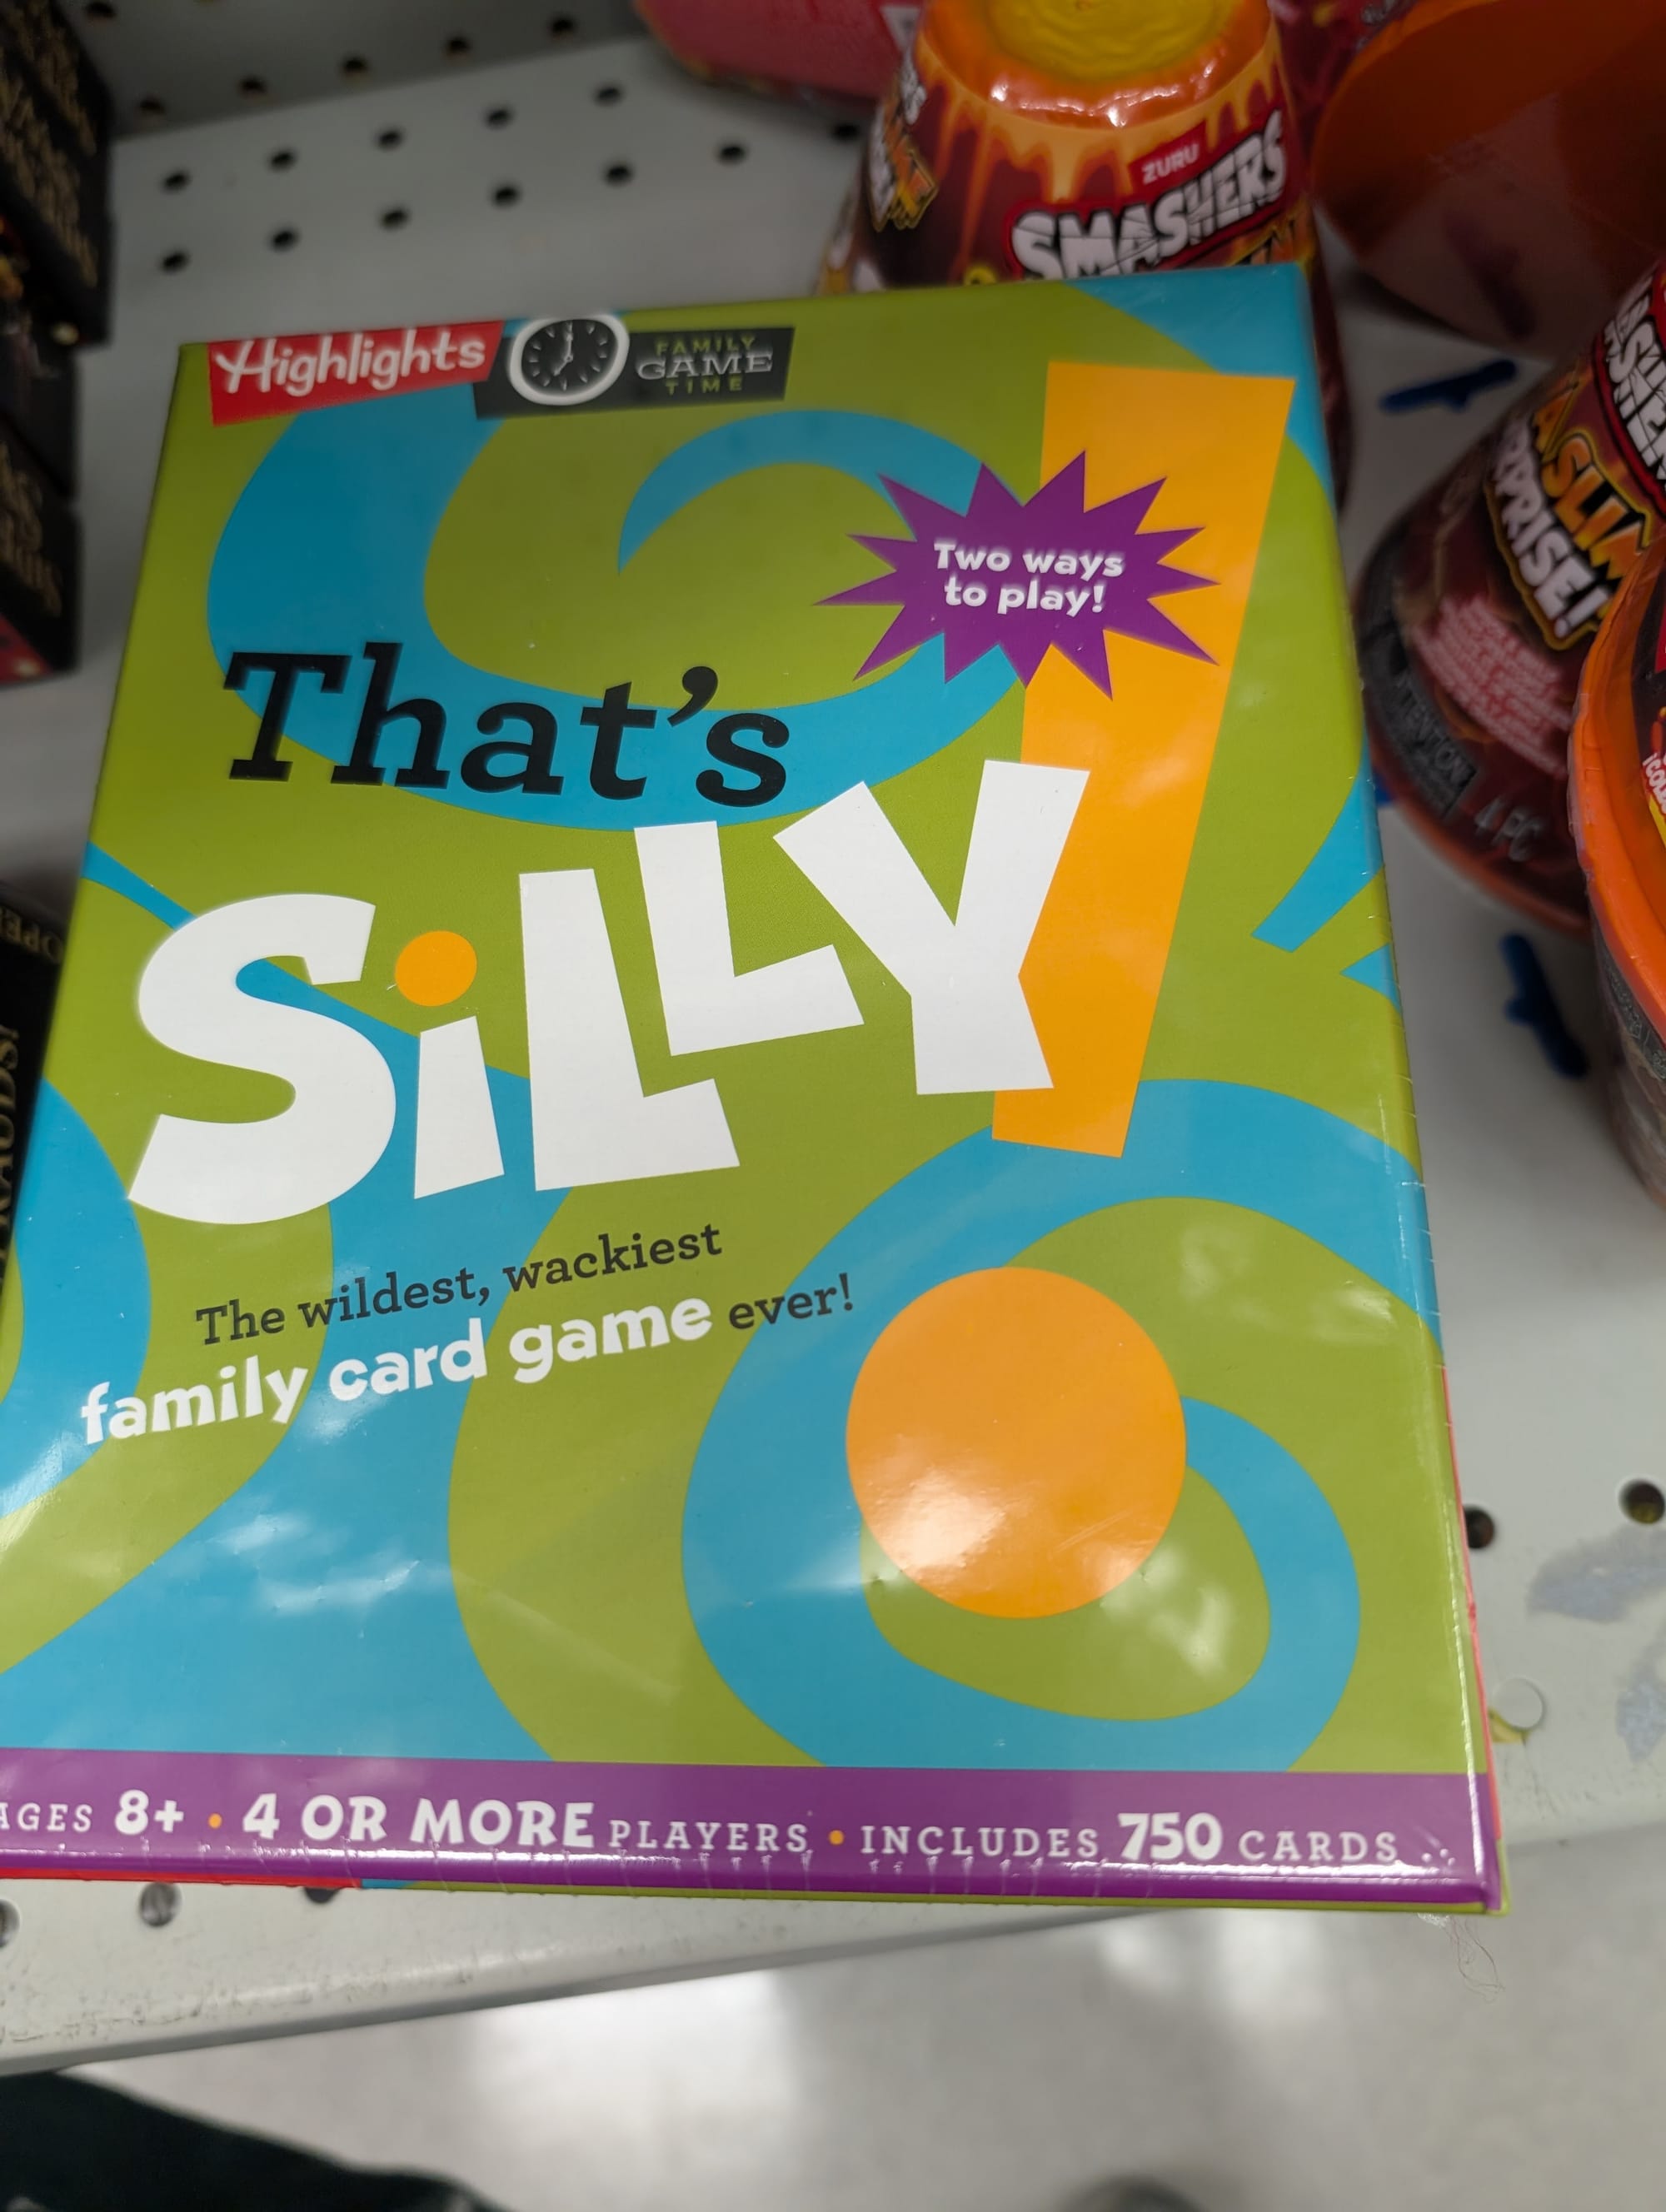 ZURU
SMASHERS
Highlights
FAMILY
GAME
TIME
Two ways
to play!
That's
SiLLY!
The wildest, wackiest
family card game ever!
AGES 8+ • 4 OR MORE PLAYERS • INCLUDES 750 CARDS